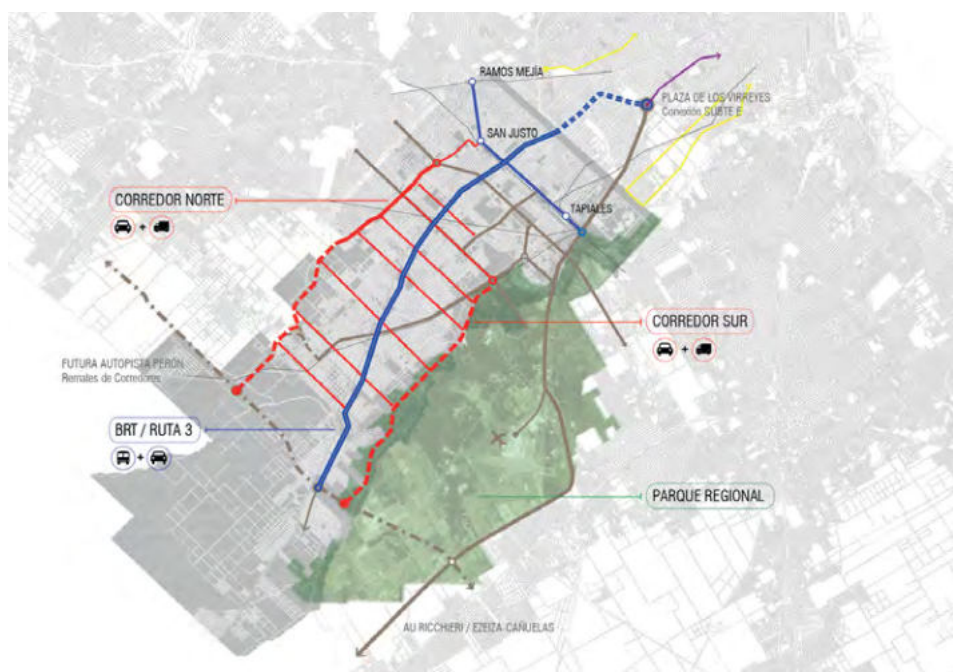 RAMOS MEJÍA
PLAZA DE LOS VIRREYES
Conexión SUBTE E
SAN JUSTO
CORREDOR NORTE
+
TAPIALES
CORREDOR SUR
+
FUTURA AUTOPISTA PERÓN
Remates de Corredores
BRT / RUTA 3
+
PARQUE REGIONAL
AU RICCHIERI / EZEIZA-CAÑUELAS